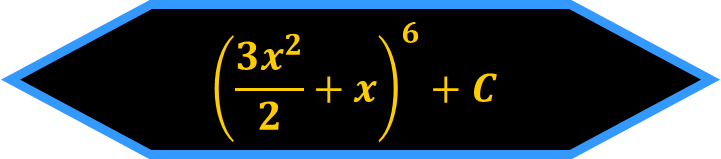 (3x²/2 + x)⁶ + C